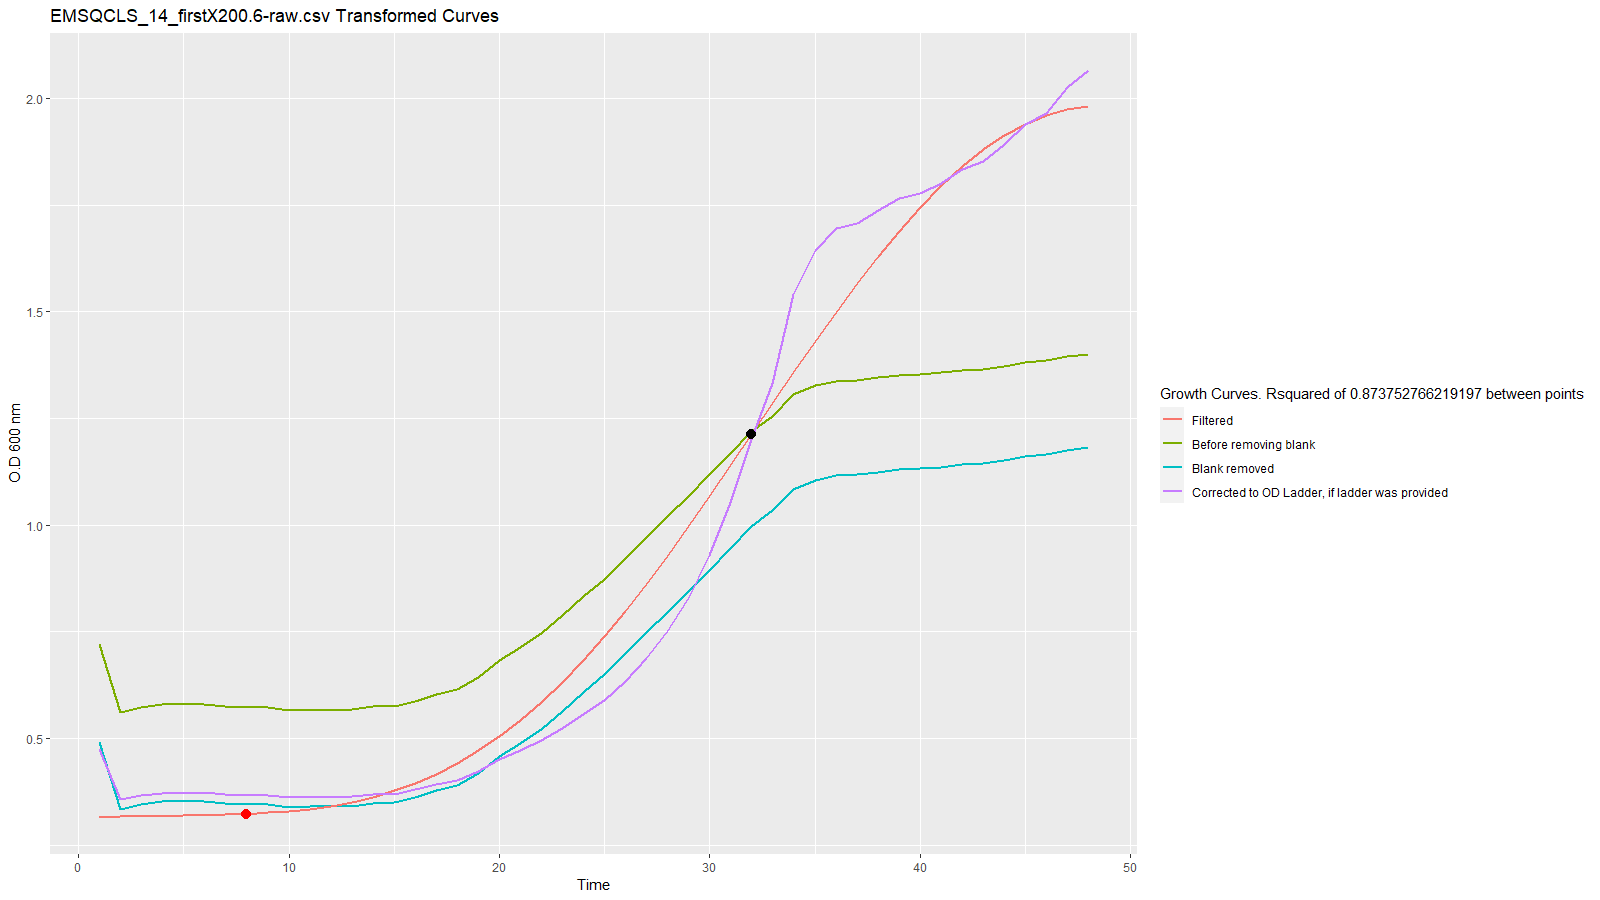 EMSQCLS_14_firstX200.6-raw.csv Transformed Curves
2.0
1.5
1.0
0.5
O.D 600 nm
0 10 20 30 40 50
Time
Growth Curves. Rsquared of 0.873752766219197 between points
Filtered
Before removing blank
Blank removed
Corrected to OD Ladder, if ladder was provided